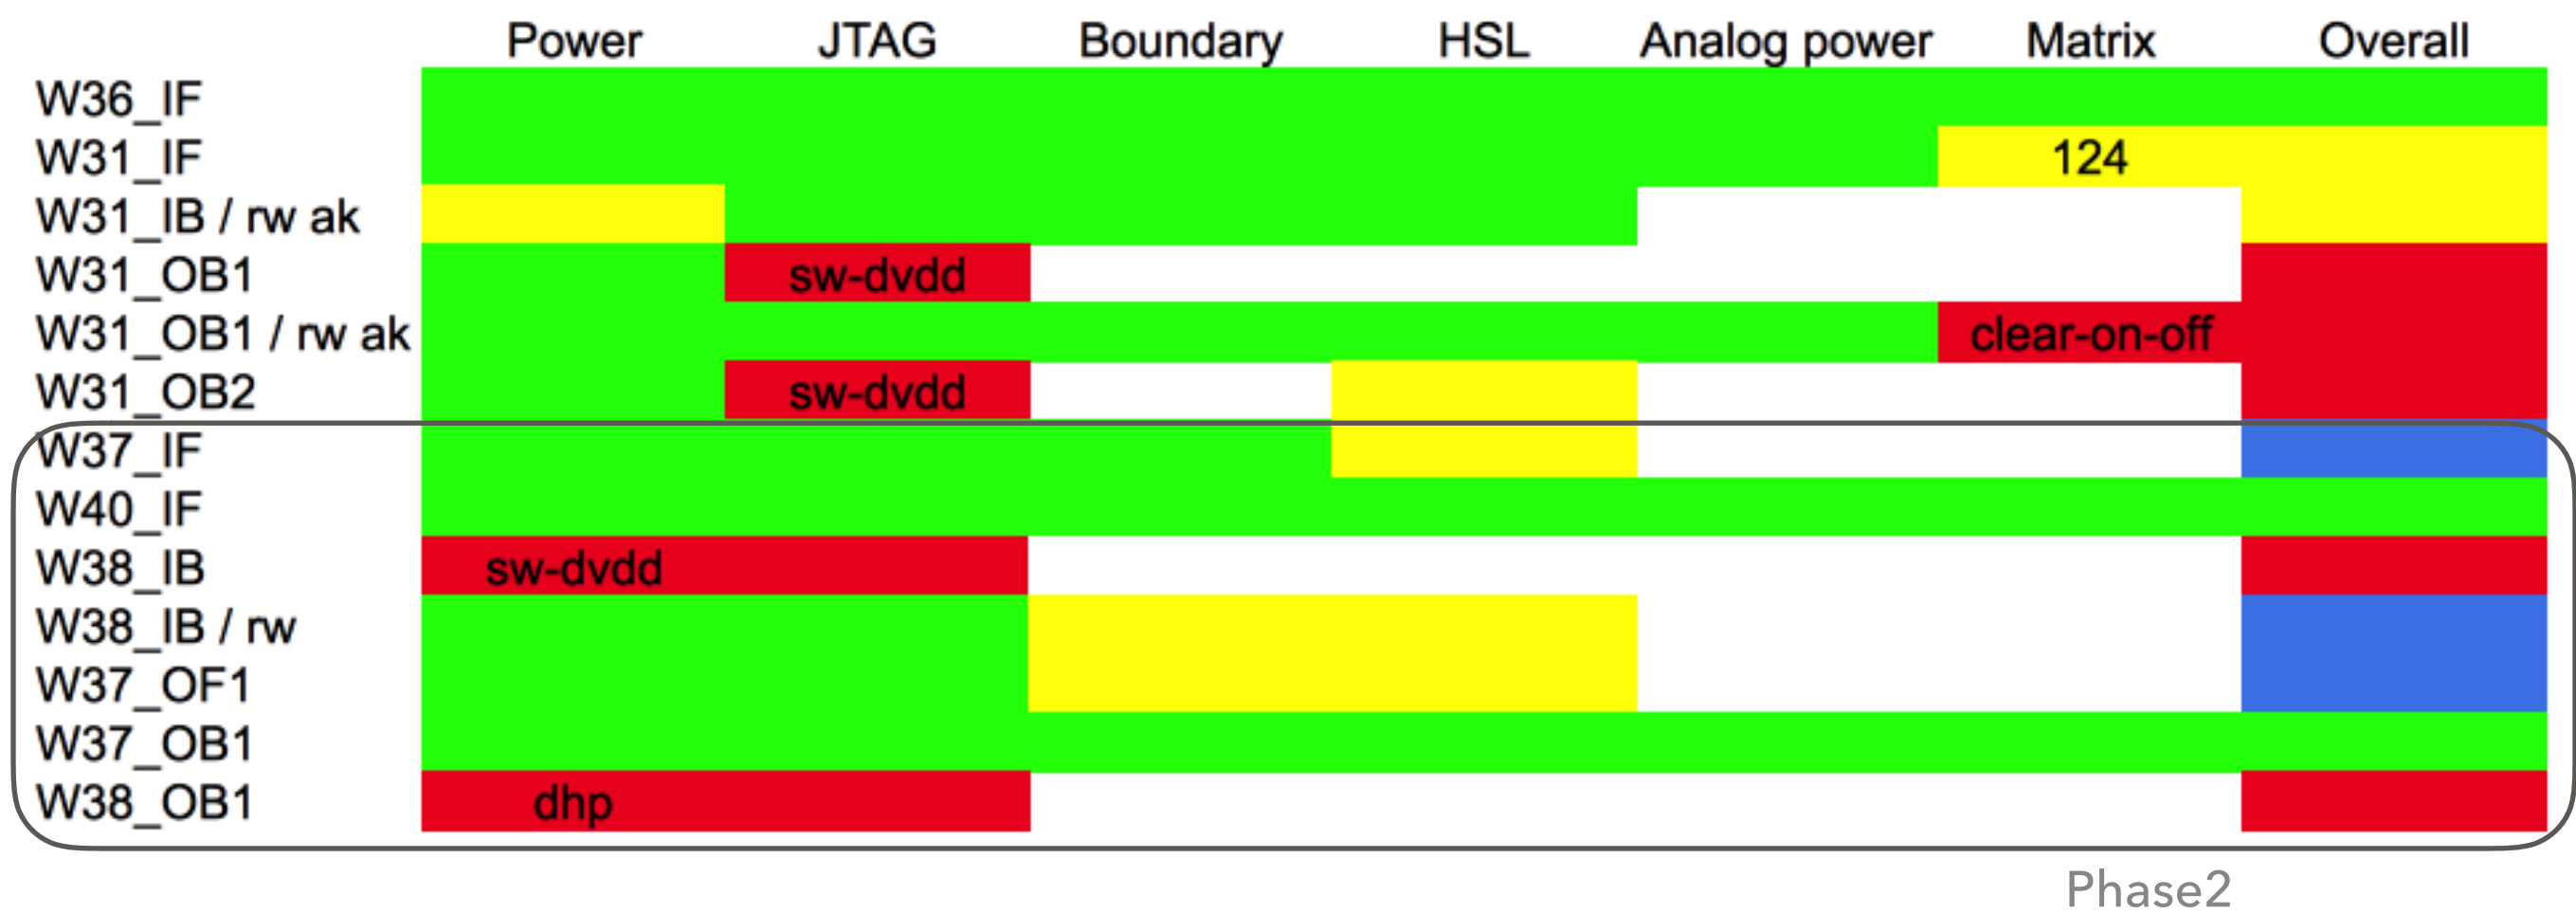 Power JTAG Boundary HSL Analog power Matrix Overall
W36_IF
W31_IF 124
W31_IB / rw ak
W31_OB1 sw-dvdd
W31_OB1 / rw ak clear-on-off
W31_OB2 sw-dvdd
W37_IF
W40_IF
W38_IB sw-dvdd
W38_IB / rw
W37_OF1
W37_OB1
W38_OB1 dhp
Phase2